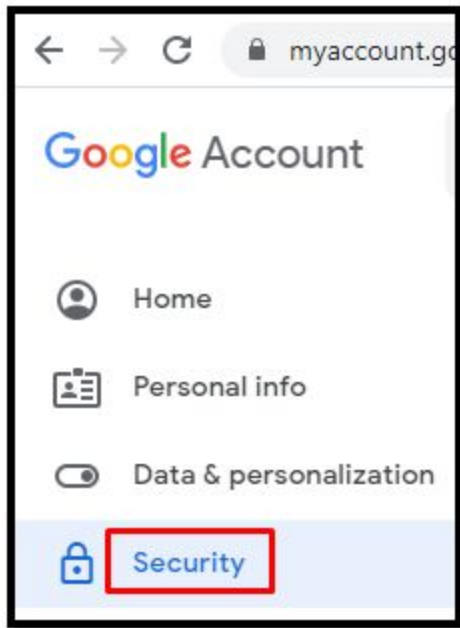 myaccount.go
Google Account
Home
Personal info
Data & personalization
Security